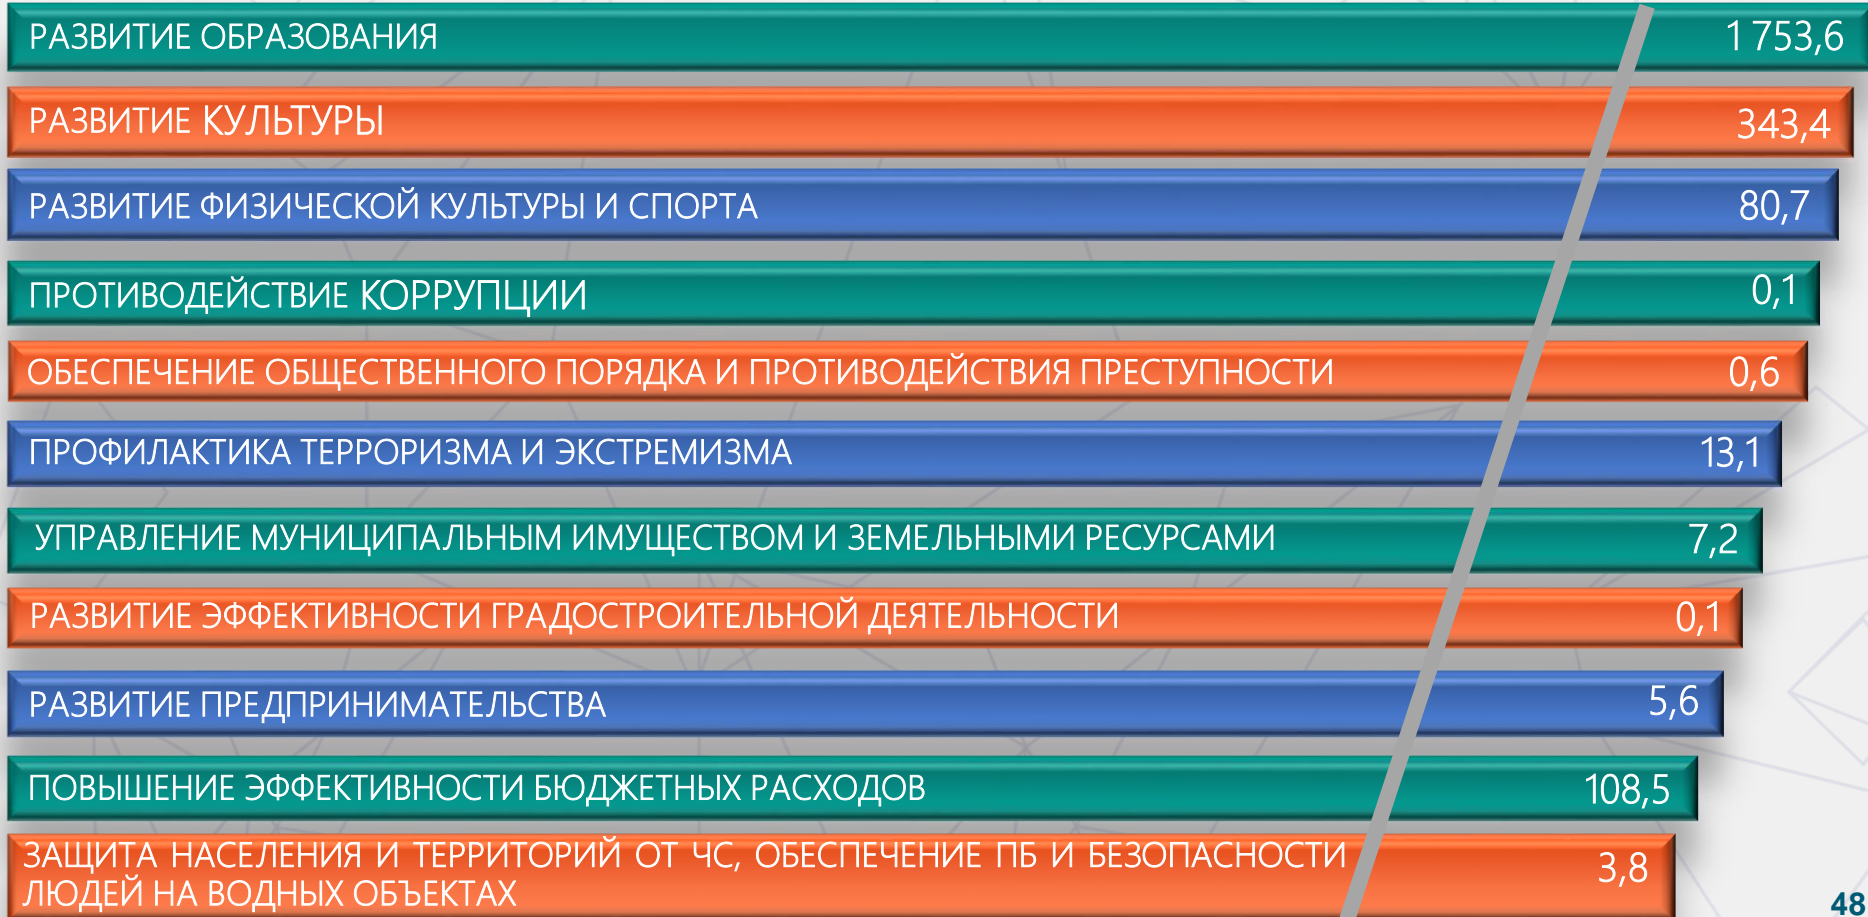 РАЗВИТИЕ ОБРАЗОВАНИЯ 1 753,6
РАЗВИТИЕ КУЛЬТУРЫ 343,4
РАЗВИТИЕ ФИЗИЧЕСКОЙ КУЛЬТУРЫ И СПОРТА 80,7
ПРОТИВОДЕЙСТВИЕ КОРРУПЦИИ 0,1
ОБЕСПЕЧЕНИЕ ОБЩЕСТВЕННОГО ПОРЯДКА И ПРОТИВОДЕЙСТВИЯ ПРЕСТУПНОСТИ 0,6
ПРОФИЛАКТИКА ТЕРРОРИЗМА И ЭКСТРЕМИЗМА 13,1
УПРАВЛЕНИЕ МУНИЦИПАЛЬНЫМ ИМУЩЕСТВОМ И ЗЕМЕЛЬНЫМИ РЕСУРСАМИ 7,2
РАЗВИТИЕ ЭФФЕКТИВНОСТИ ГРАДОСТРОИТЕЛЬНОЙ ДЕЯТЕЛЬНОСТИ 0,1
РАЗВИТИЕ ПРЕДПРИНИМАТЕЛЬСТВА 5,6
ПОВЫШЕНИЕ ЭФФЕКТИВНОСТИ БЮДЖЕТНЫХ РАСХОДОВ 108,5
ЗАЩИТА НАСЕЛЕНИЯ И ТЕРРИТОРИЙ ОТ ЧС, ОБЕСПЕЧЕНИЕ ПБ И БЕЗОПАСНОСТИ
ЛЮДЕЙ НА ВОДНЫХ ОБЪЕКТАХ 3,8
48